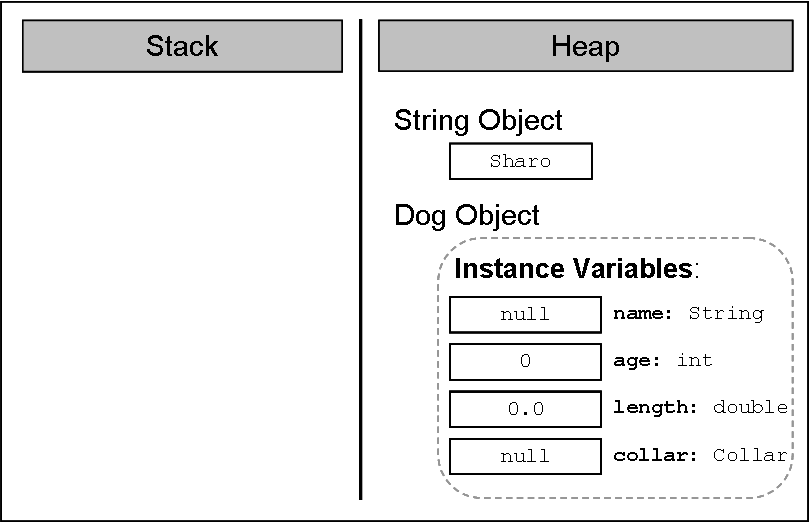 Stack
Heap
String Object
Sharo
Dog Object
Instance Variables:
null name: String
0 age: int
0.0 length: double
null collar: Collar